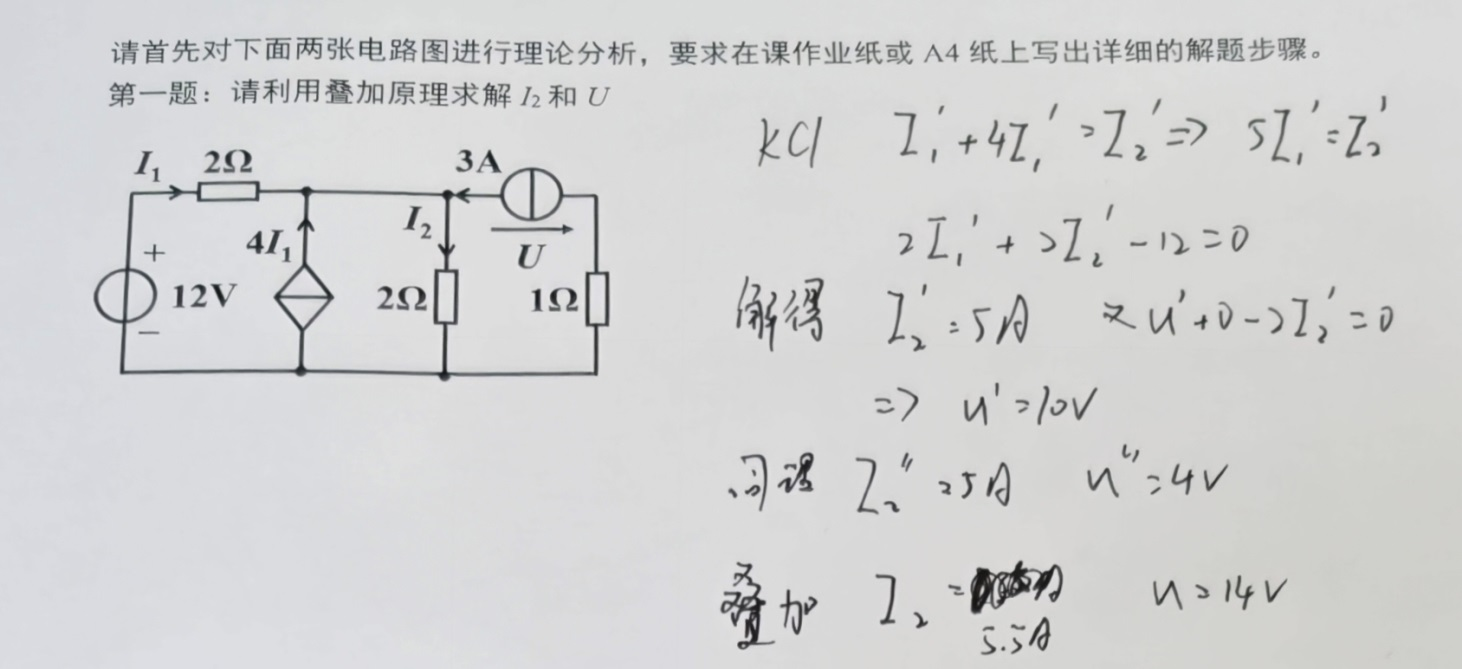 请首先对下面两张电路图进行理论分析，要求在课作业纸或 A4 纸上写出详细的解题步骤。
第一题：请利用叠加原理求解 I₂ 和 U
I₁ 2Ω
3A
4I₁
I₂
U
+
12V
−
2Ω
1Ω
KCl I₁' + 4I₁' = I₂' => 5I₁' = I₂'
2I₁' + 2I₂' - 12 = 0
解得 I₂' = 5A 又 U' + 0 - 2I₂' = 0
=> U' = 10V
同理 I₂'' = 5A U'' = 4V
叠加 I₂ = 5.5A U = 14V